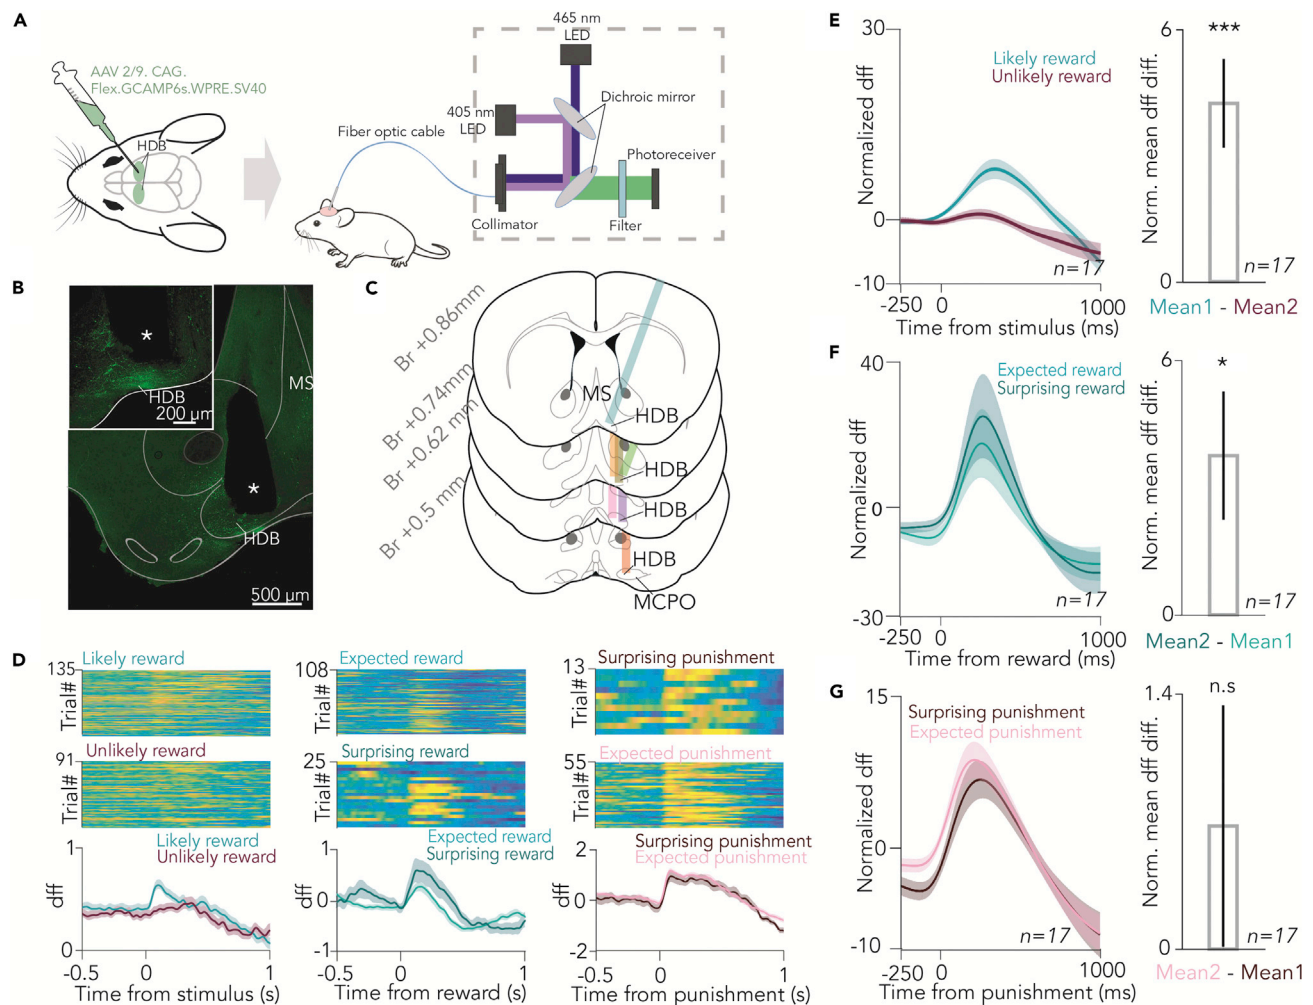 A
AAV 2/9. CAG.
Flex.GCAMP6s.WPRE.SV40
HDB
Fiber optic cable
465 nm
LED
405 nm
LED
Dichroic mirror
Photoreceiver
Collimator
Filter
B
*
HDB
200 µm
MS
*
HDB
500 µm
C
Br +0.86mm
Br +0.74mm
Br +0.62 mm
Br +0.5 mm
MS
HDB
HDB
HDB
HDB
MCPO
D
Likely reward
135
Trial#
Unlikely reward
91
Trial#
Likely reward
Unlikely reward
1
dff
0
-0.5 0 1
Time from stimulus (s)
Expected reward
108
Trial#
Surprising reward
25
Trial#
Expected reward
Surprising reward
1
0
-1
-0.5 0 1
Time from reward (s)
Surprising punishment
13
Trial#
Expected punishment
55
Trial#
Surprising punishment
Expected punishment
2
dff
0
-2
-0.5 0 1
Time from punishment (s)
E
30
Normalized dff
0
-10
Likely reward
Unlikely reward
n=17
-250 0 1000
Time from stimulus (ms)
6
Norm. mean dff diff.
0
***
n=17
Mean1 - Mean2
F
40
Normalized dff
0
-30
Expected reward
Surprising reward
n=17
-250 0 1000
Time from reward (ms)
6
Norm. mean dff diff.
0
*
n=17
Mean2 - Mean1
G
15
Normalized dff
0
-10
Surprising punishment
Expected punishment
n=17
-250 0 1000
Time from punishment (ms)
1.4
Norm. mean dff diff.
0
n.s
n=17
Mean2 - Mean1